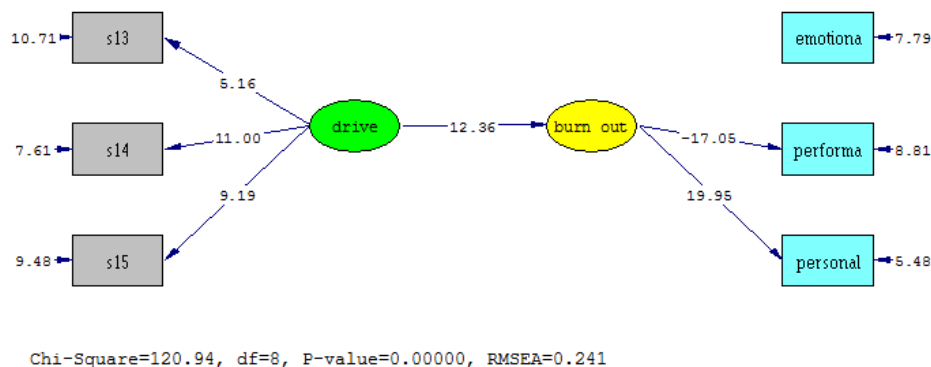 10.71 s13 emotiona 7.79
5.16
7.61 s14 11.00 drive 12.36 burn out -17.05 performa 8.81
9.19 19.95
9.48 s15 personal 5.48
Chi-Square=120.94, df=8, P-value=0.00000, RMSEA=0.241